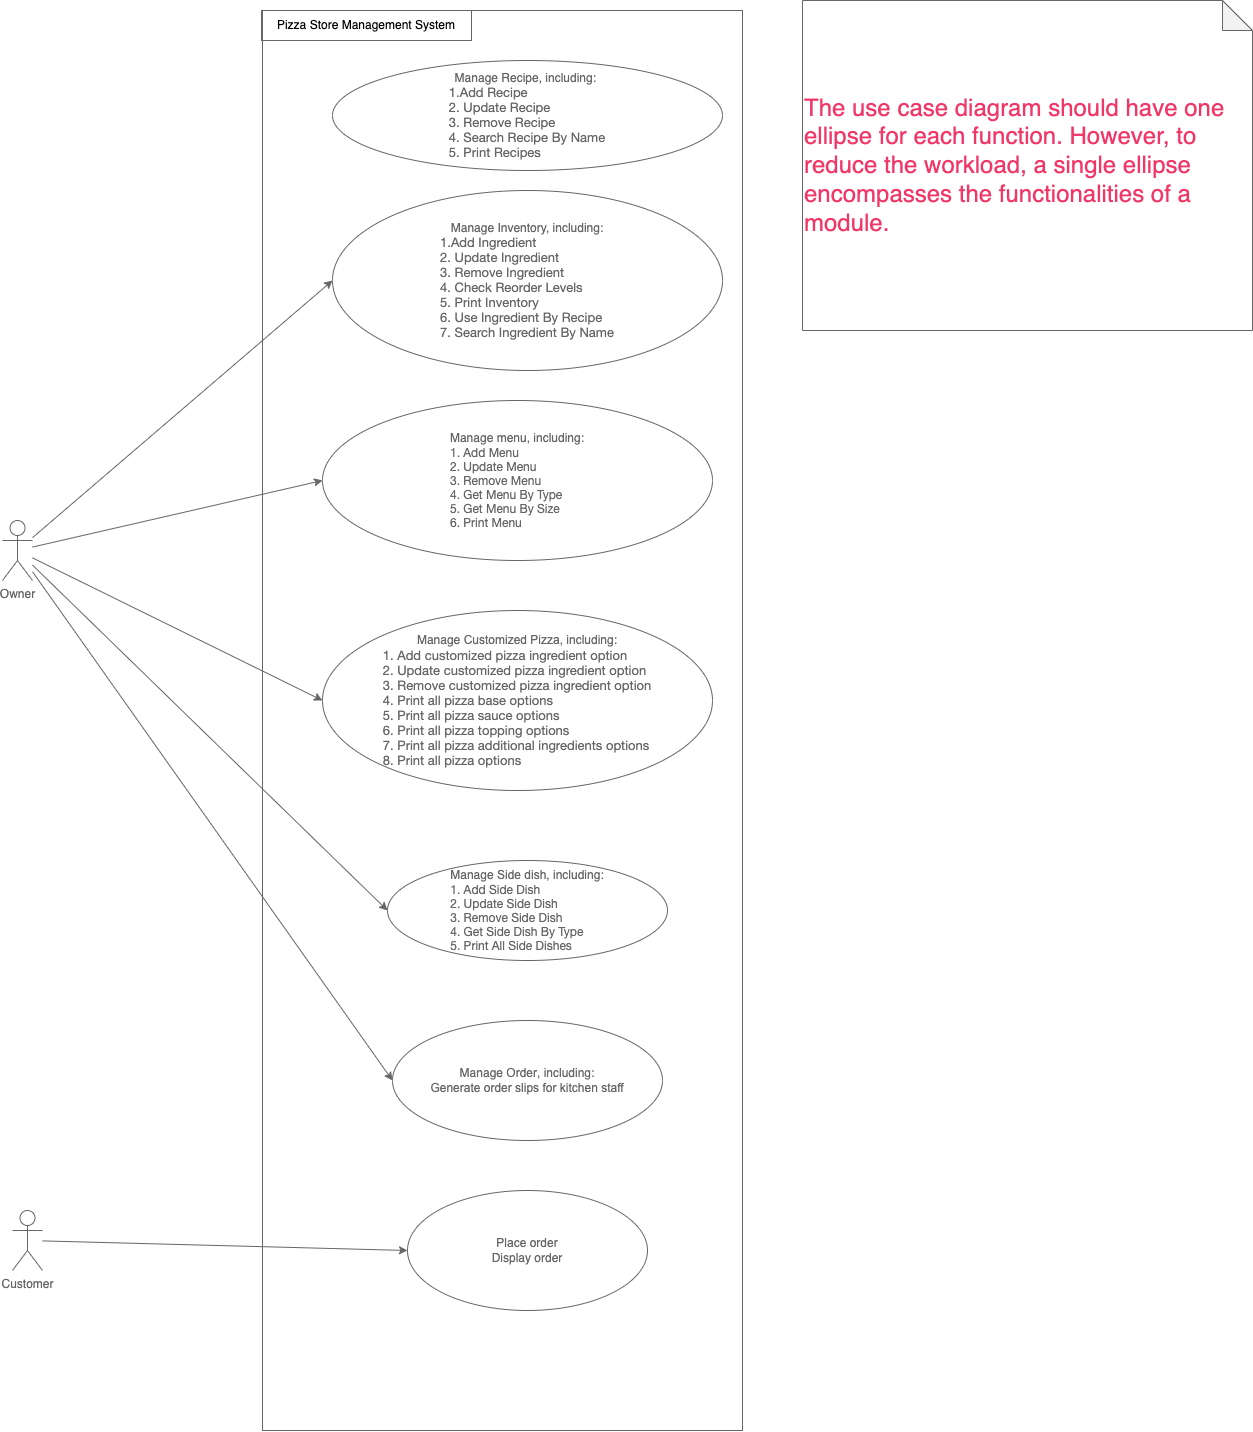 Pizza Store Management System
Manage Recipe, including:
1.Add Recipe
2. Update Recipe
3. Remove Recipe
4. Search Recipe By Name
5. Print Recipes
The use case diagram should have one
ellipse for each function. However, to
reduce the workload, a single ellipse
encompasses the functionalities of a
module.
Manage Inventory, including:
1.Add Ingredient
2. Update Ingredient
3. Remove Ingredient
4. Check Reorder Levels
5. Print Inventory
6. Use Ingredient By Recipe
7. Search Ingredient By Name
Manage menu, including:
1. Add Menu
2. Update Menu
3. Remove Menu
4. Get Menu By Type
5. Get Menu By Size
6. Print Menu
Owner
Manage Customized Pizza, including:
1. Add customized pizza ingredient option
2. Update customized pizza ingredient option
3. Remove customized pizza ingredient option
4. Print all pizza base options
5. Print all pizza sauce options
6. Print all pizza topping options
7. Print all pizza additional ingredients options
8. Print all pizza options
Manage Side dish, including:
1. Add Side Dish
2. Update Side Dish
3. Remove Side Dish
4. Get Side Dish By Type
5. Print All Side Dishes
Manage Order, including:
Generate order slips for kitchen staff
Place order
Display order
Customer